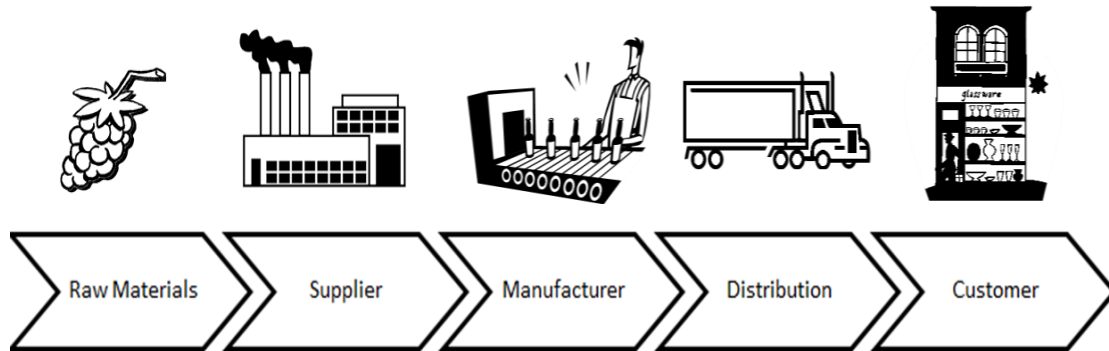 glassware
Raw Materials
Supplier
Manufacturer
Distribution
Customer